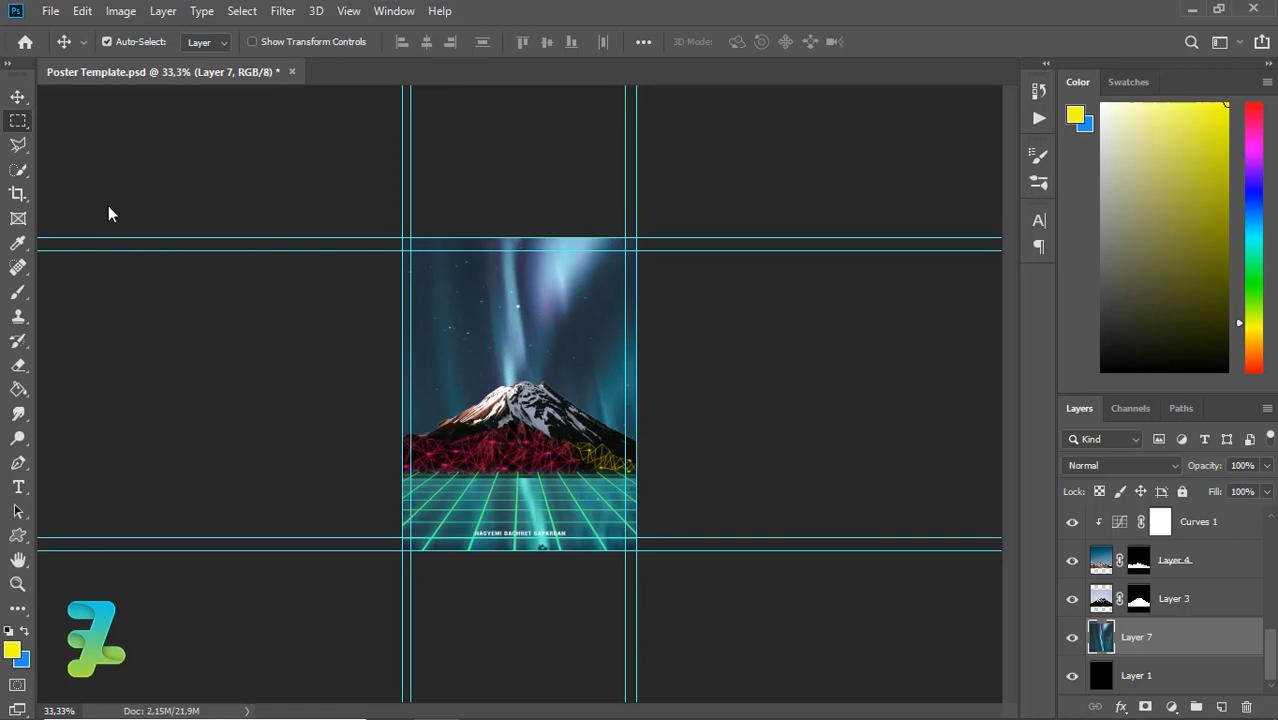 Ps File Edit Image Layer Type Select Filter 3D View Window Help
Auto-Select: Layer Show Transform Controls 3D Mode:
Poster Template.psd @ 33,3% (Layer 7, RGB/8) *
Color Swatches
Layers Channels Paths
Kind
Normal Opacity: 100%
Lock: Fill: 100%
Curves 1
Layer 4
Layer 3
Layer 7
Layer 1
33,33% Doc: 2,15M/21,9M